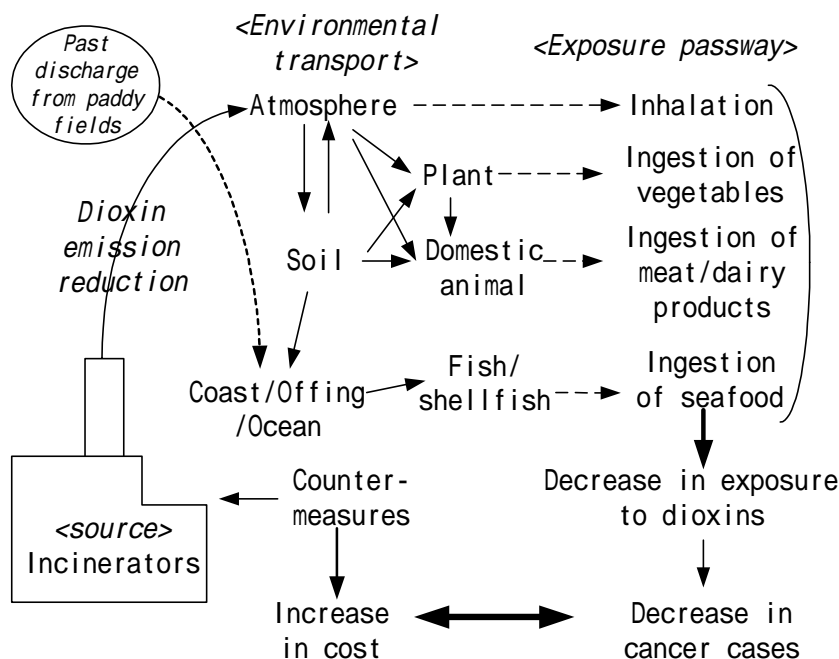 Past
discharge
from paddy
fields
<Environmental
transport>
<Exposure passway>
Atmosphere
Inhalation
Plant
Ingestion of
vegetables
Dioxin
emission
reduction
Soil
Domestic
animal
Ingestion of
meat/dairy
products
Coast/Offing
/Ocean
Fish/
shellfish
Ingestion
of seafood
<source>
Incinerators
Counter-
measures
Decrease in exposure
to dioxins
Increase
in cost
Decrease in
cancer cases